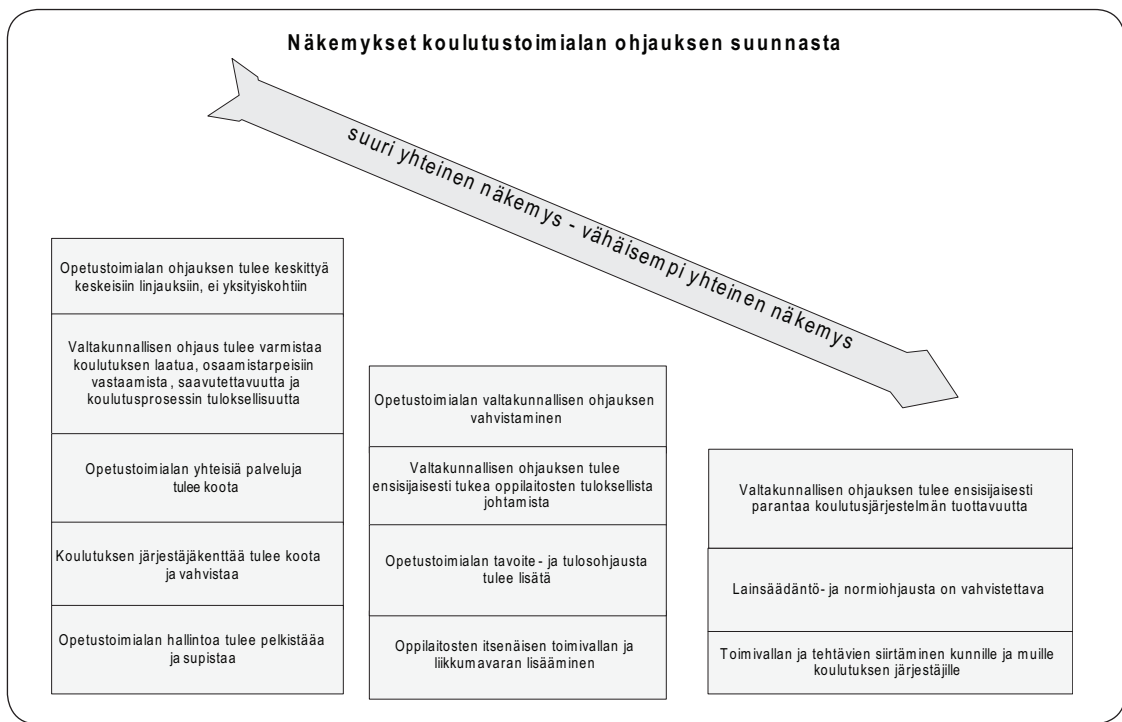 Näkemykset koulutustoimialan ohjauksen suunnasta
suuri yhteinen näkemys - vähäisempi yhteinen näkemys
Opetustoimialan ohjauksen tulee keskittyä
keskeisiin linjauksiin, ei yksityiskohtiin
Valtakunnallisen ohjaus tulee varmistaa
koulutuksen laatua, osaamistarpeisiin
vastaamista, saavutettavuutta ja
koulutusprosessin tuloksellisuutta
Opetustoimialan yhteisiä palveluja
tulee koota
Koulutuksen järjestäjäkenttää tulee koota
ja vahvistaa
Opetustoimialan hallintoa tulee pelkistääa
ja supistaa
Opetustoimialan valtakunnallisen ohjauksen
vahvistaminen
Valtakunnallisen ohjauksen tulee
ensisijaisesti tukea oppilaitosten tuloksellista
johtamista
Opetustoimialan tavoite- ja tulosohjausta
tulee lisätä
Oppilaitosten itsenäisen toimivallan ja
liikkumavaran lisääminen
Valtakunnallisen ohjauksen tulee ensisijaisesti
parantaa koulutusjärjestelmän tuottavuutta
Lainsäädäntö- ja normiohjausta on vahvistettava
Toimivallan ja tehtävien siirtäminen kunnille ja muille
koulutuksen järjestäjille